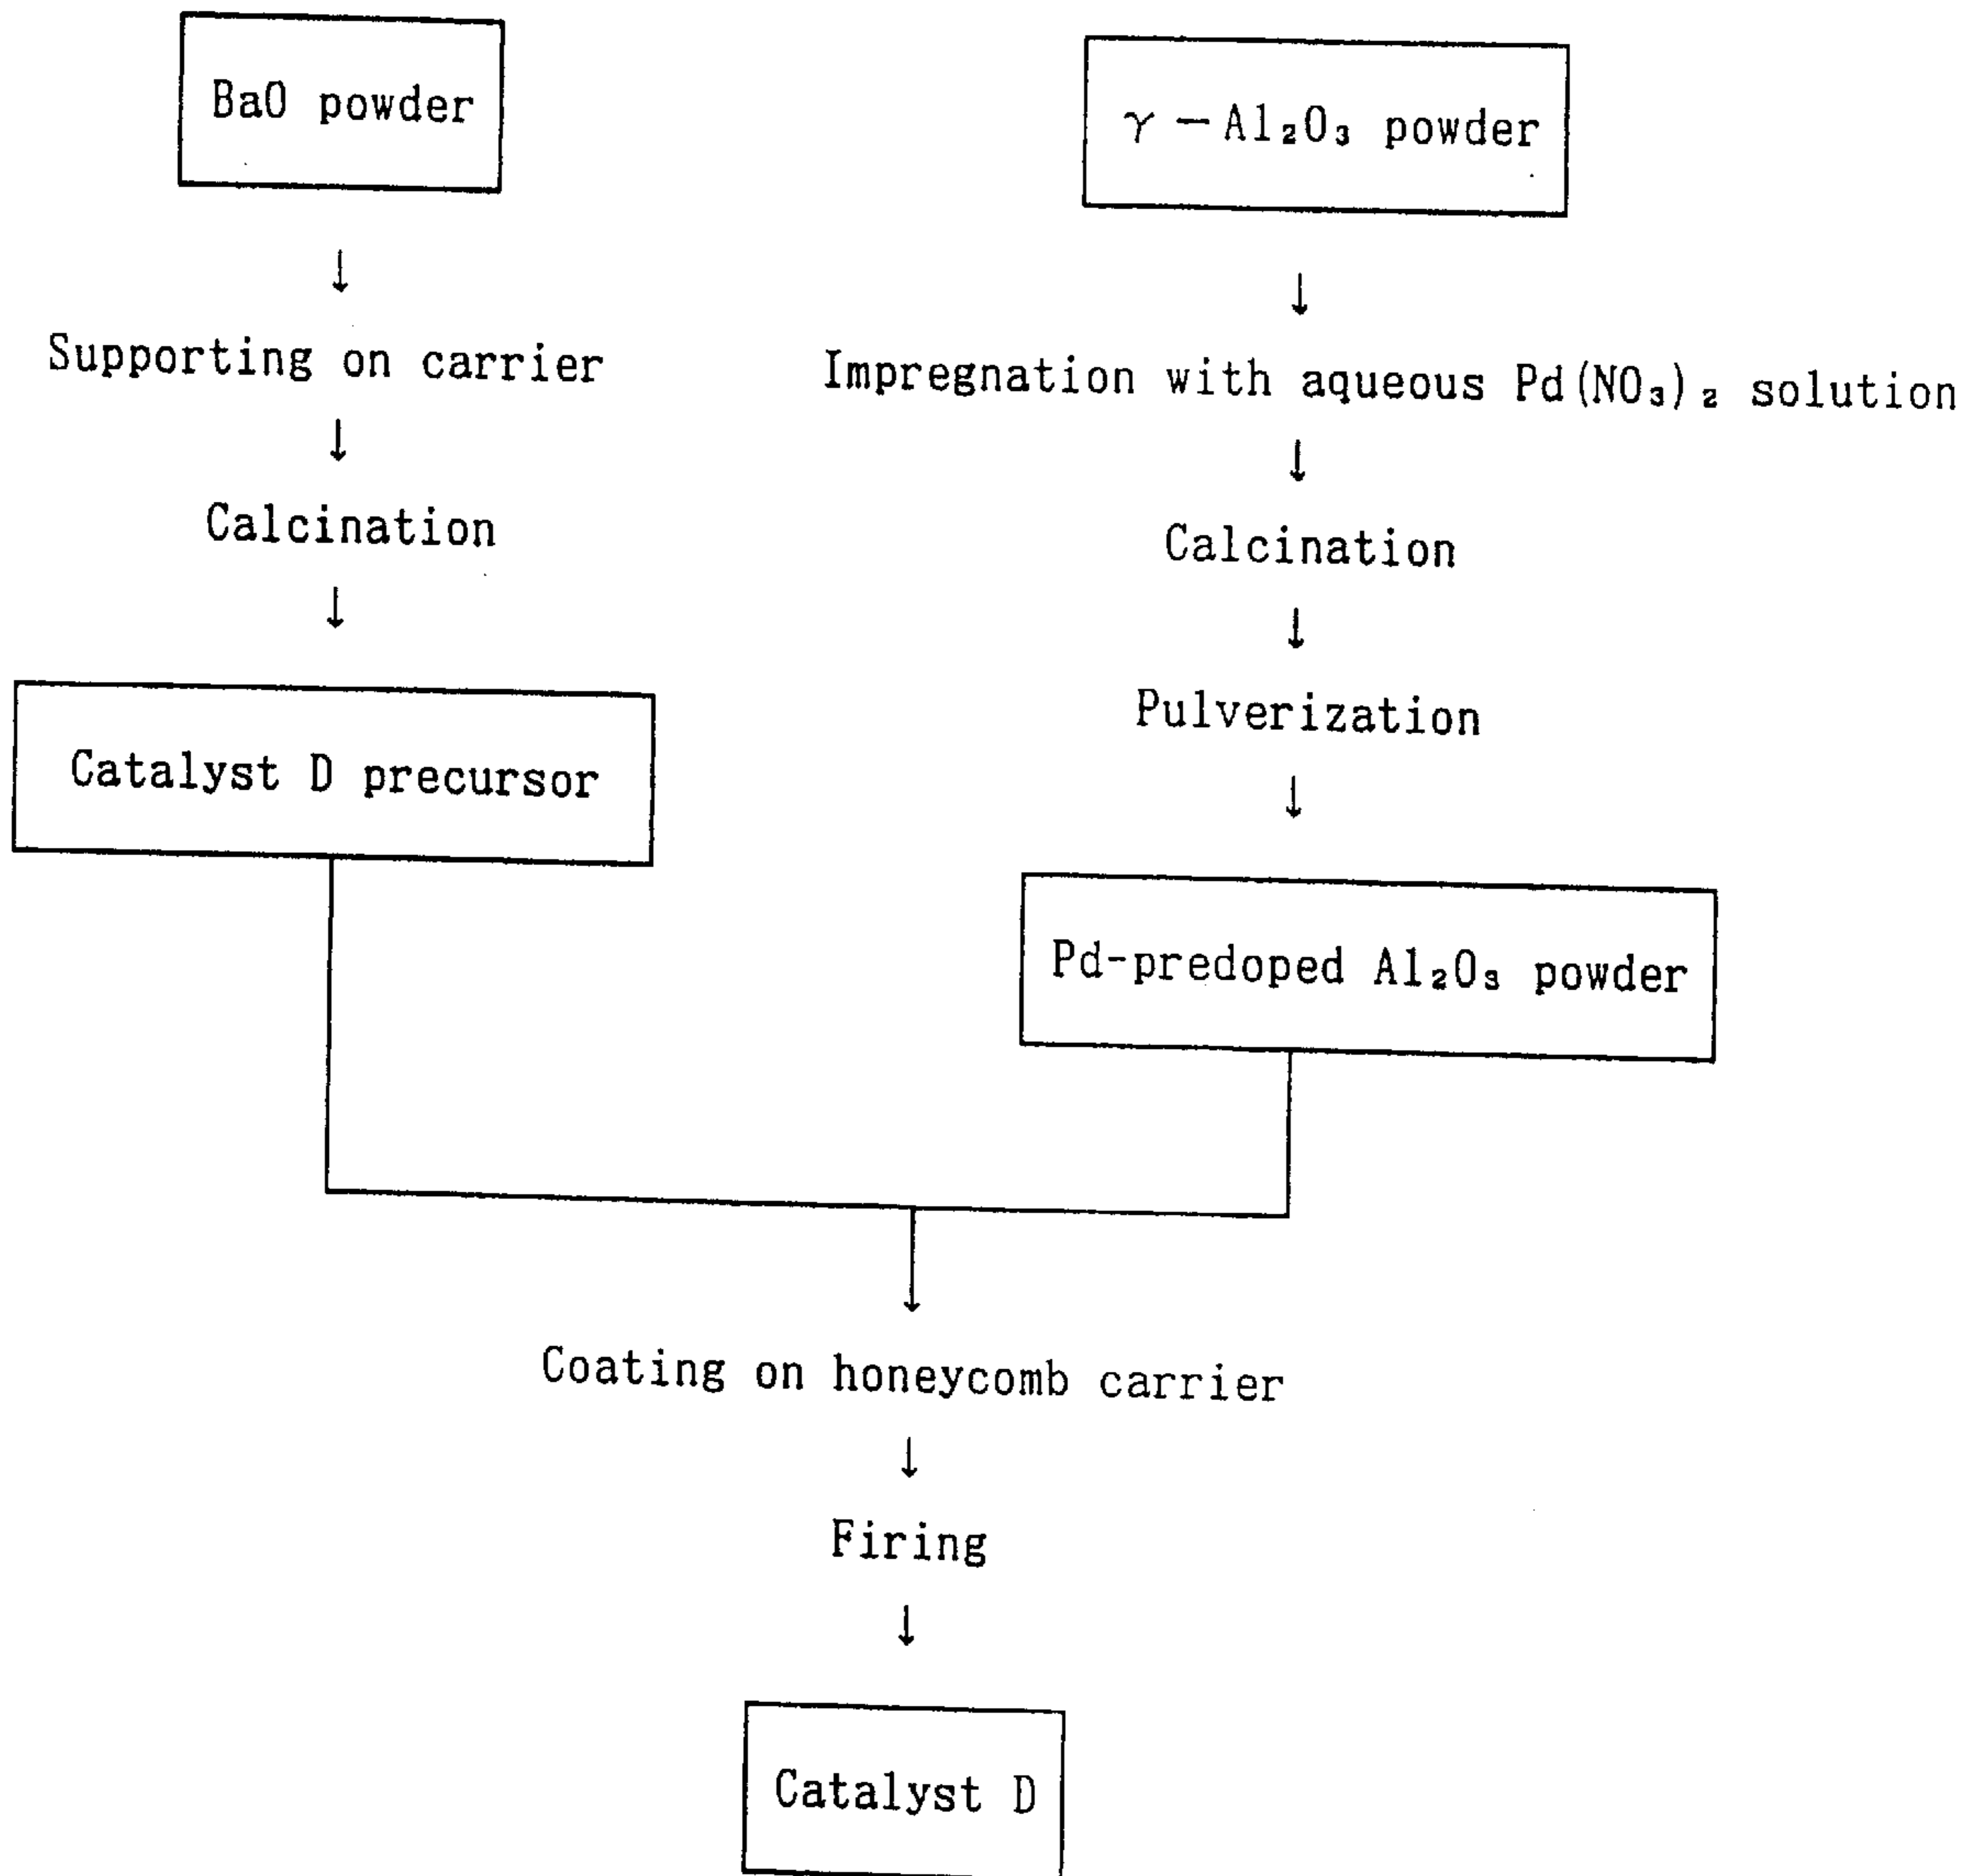 BaO powder
γ-Al₂O₃ powder
Supporting on carrier
Impregnation with aqueous Pd(NO₃)₂ solution
Calcination
Calcination
Pulverization
Catalyst D precursor
Pd-predoped Al₂O₃ powder
Coating on honeycomb carrier
Firing
Catalyst D